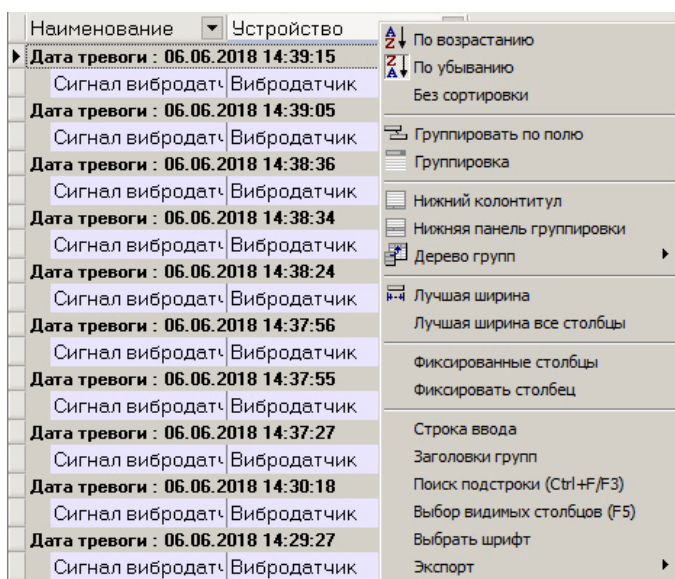 Наименование Устройство
Дата тревоги : 06.06.2018 14:39:15
Сигнал вибродатч Вибродатчик
Дата тревоги : 06.06.2018 14:39:05
Сигнал вибродатч Вибродатчик
Дата тревоги : 06.06.2018 14:38:36
Сигнал вибродатч Вибродатчик
Дата тревоги : 06.06.2018 14:38:34
Сигнал вибродатч Вибродатчик
Дата тревоги : 06.06.2018 14:38:24
Сигнал вибродатч Вибродатчик
Дата тревоги : 06.06.2018 14:37:56
Сигнал вибродатч Вибродатчик
Дата тревоги : 06.06.2018 14:37:55
Сигнал вибродатч Вибродатчик
Дата тревоги : 06.06.2018 14:37:27
Сигнал вибродатч Вибродатчик
Дата тревоги : 06.06.2018 14:30:18
Сигнал вибродатч Вибродатчик
Дата тревоги : 06.06.2018 14:29:27
Сигнал вибродатч Вибродатчик
По возрастанию
По убыванию
Без сортировки
Группировать по полю
Группировка
Нижний колонтитул
Нижняя панель группировки
Дерево групп
Лучшая ширина
Лучшая ширина все столбцы
Фиксированные столбцы
Фиксировать столбец
Строка ввода
Заголовки групп
Поиск подстроки (Ctrl+F/F3)
Выбор видимых столбцов (F5)
Выбрать шрифт
Экспорт